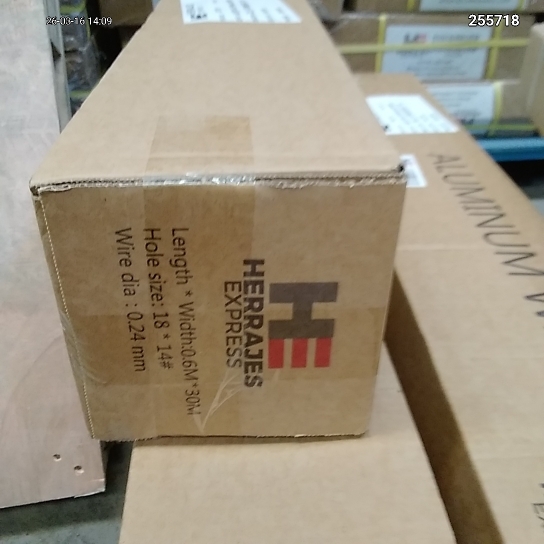 26-03-16 14:09
255718
HE
HERRAJES
EXPRESS
Length * Width:0.6M*30M
Hole size: 18 * 14#
Wire dia : 0.24 mm
ALUMINUM